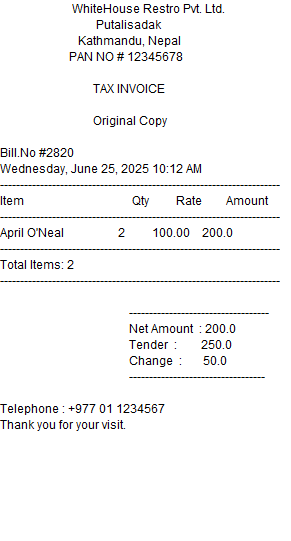 WhiteHouse Restro Pvt. Ltd.
Putalisadak
Kathmandu, Nepal
PAN NO # 12345678
TAX INVOICE
Original Copy
Bill.No #2820
Wednesday, June 25, 2025 10:12 AM
----------------------------------------------------------------------
Item Qty Rate Amount
----------------------------------------------------------------------
April O'Neal 2 100.00 200.0
----------------------------------------------------------------------
Total Items: 2
----------------------------------------------------------------------
-----------------------------------
Net Amount : 200.0
Tender : 250.0
Change : 50.0
----------------------------------
Telephone : +977 01 1234567
Thank you for your visit.